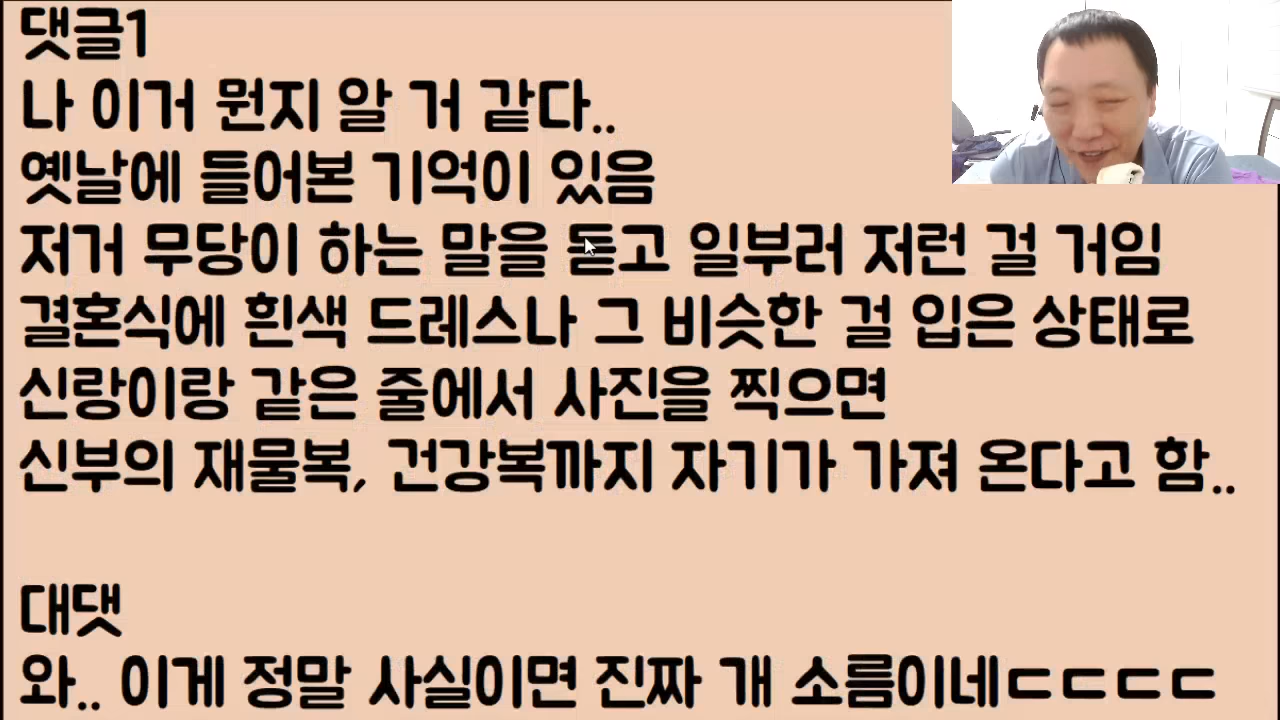 댓글1
나 이거 뭔지 알 거 같다..
옛날에 들어본 기억이 있음
저거 무당이 하는 말을 돋고 일부러 저런 걸 거임
결혼식에 흰색 드레스나 그 비슷한 걸 입은 상태로
신랑이랑 같은 줄에서 사진을 찍으면
신부의 재물복, 건강복까지 자기가 가져 온다고 함..
대댓
와.. 이게 정말 사실이면 진짜 개 소름이네ㄷㄷㄷㄷ